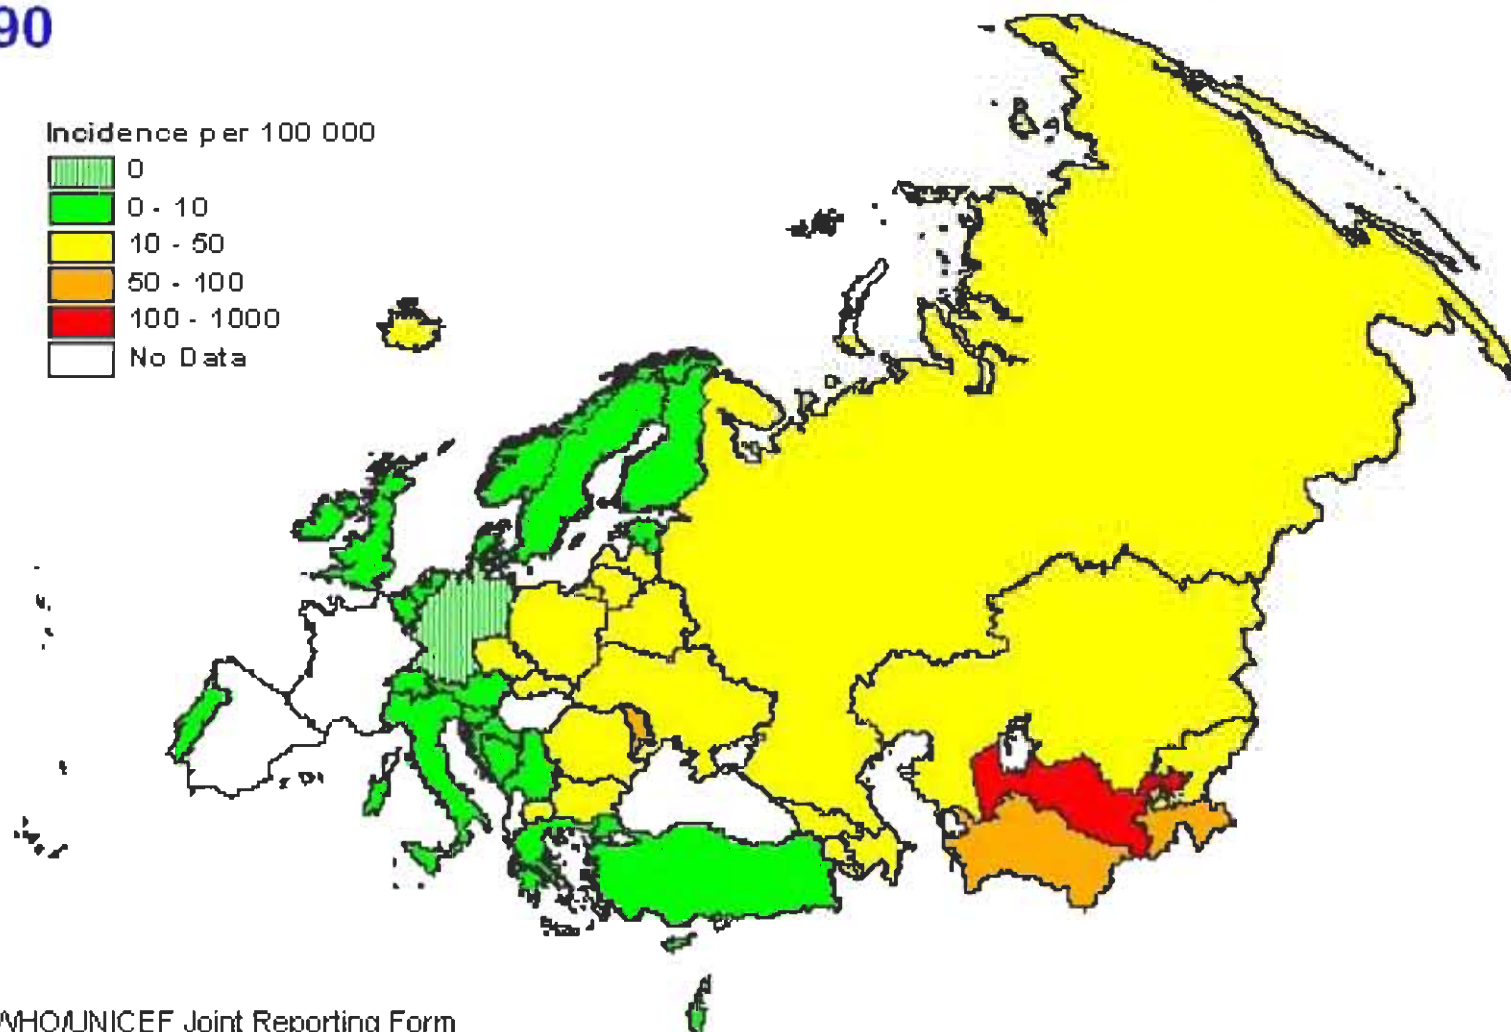 90
Incidence per 100 000
0
0 - 10
10 - 50
50 - 100
100 - 1000
No Data
WHO/UNICEF Joint Reporting Form